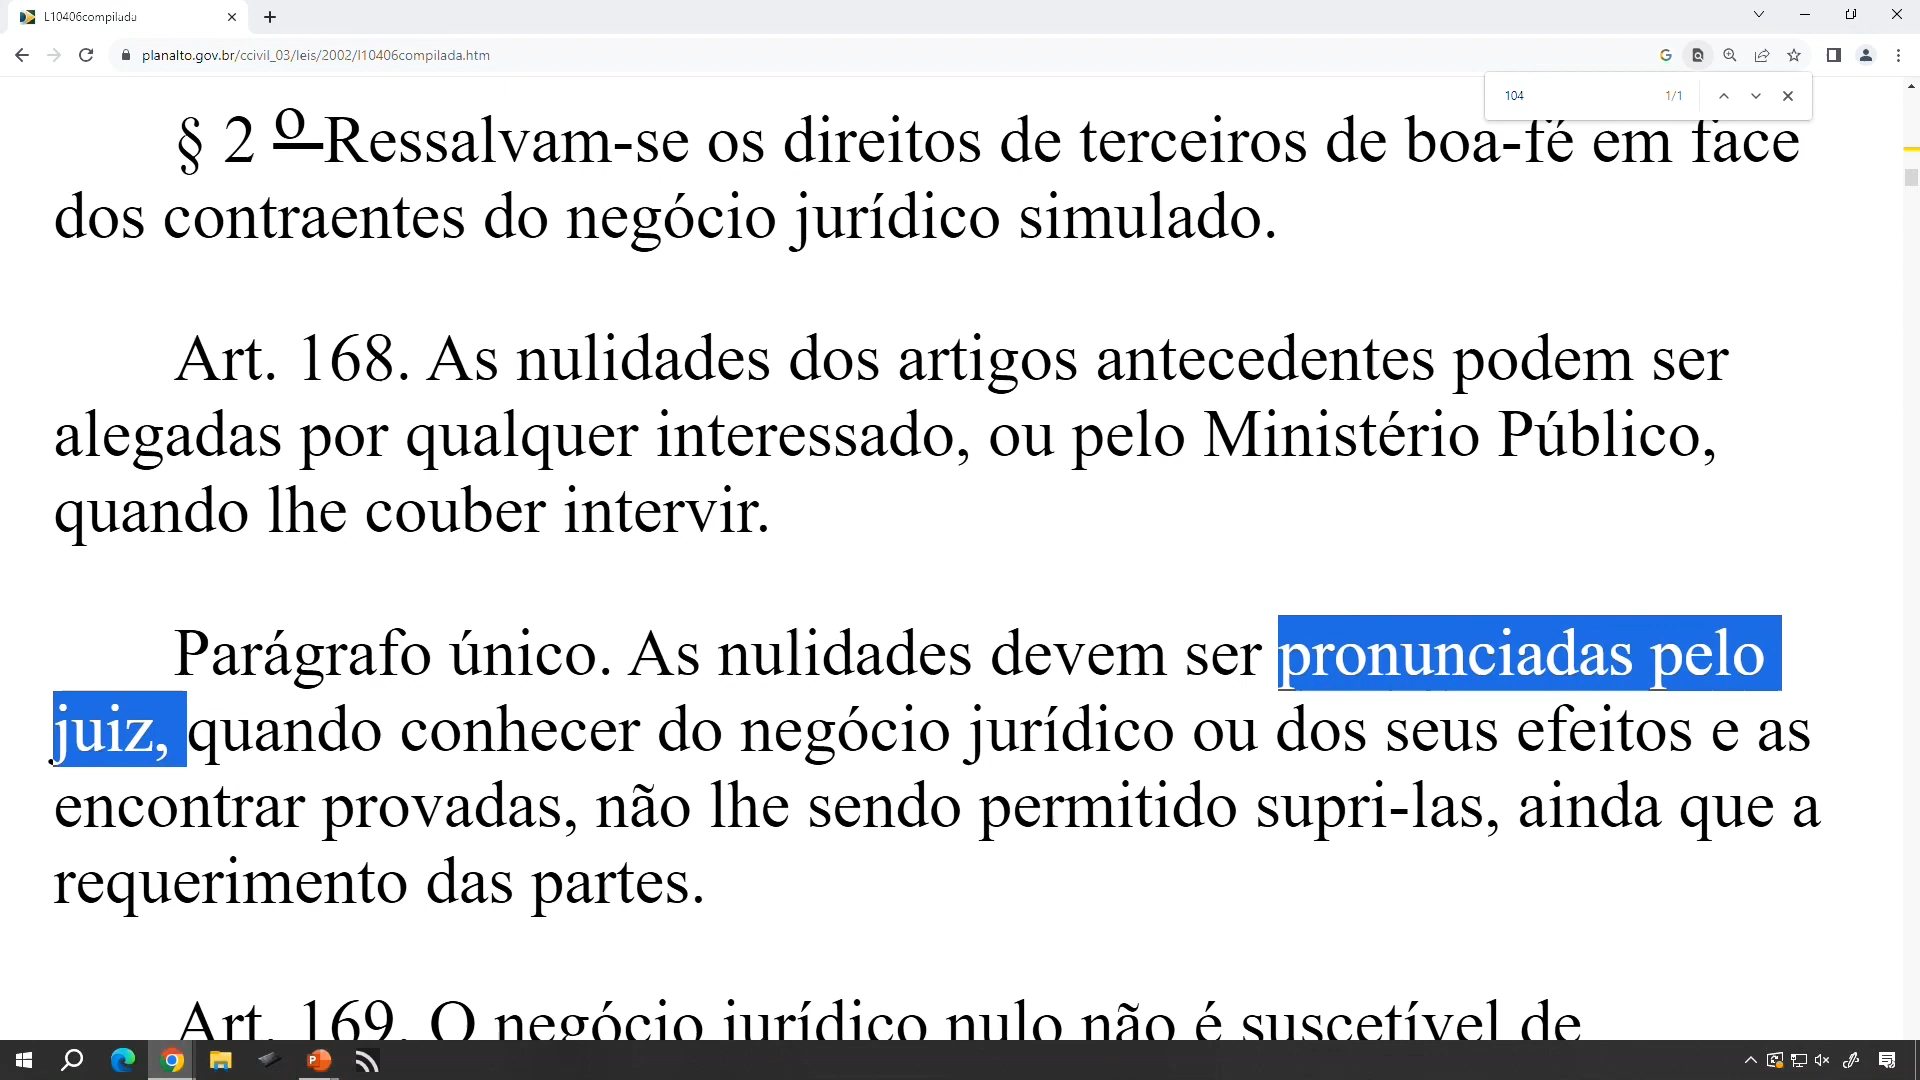 L10406compiludu
planalto.gov.br/ccivil_03/leis/2002/l10406compilada.htm
104 1/1
§ 2 º Ressalvam-se os direitos de terceiros de boa-fé em face
dos contraentes do negócio jurídico simulado.
Art. 168. As nulidades dos artigos antecedentes podem ser
alegadas por qualquer interessado, ou pelo Ministério Público,
quando lhe couber intervir.
Parágrafo único. As nulidades devem ser pronunciadas pelo
juiz, quando conhecer do negócio jurídico ou dos seus efeitos e as
encontrar provadas, não lhe sendo permitido supri-las, ainda que a
requerimento das partes.
Art. 169. O negócio jurídico nulo não é suscetível de